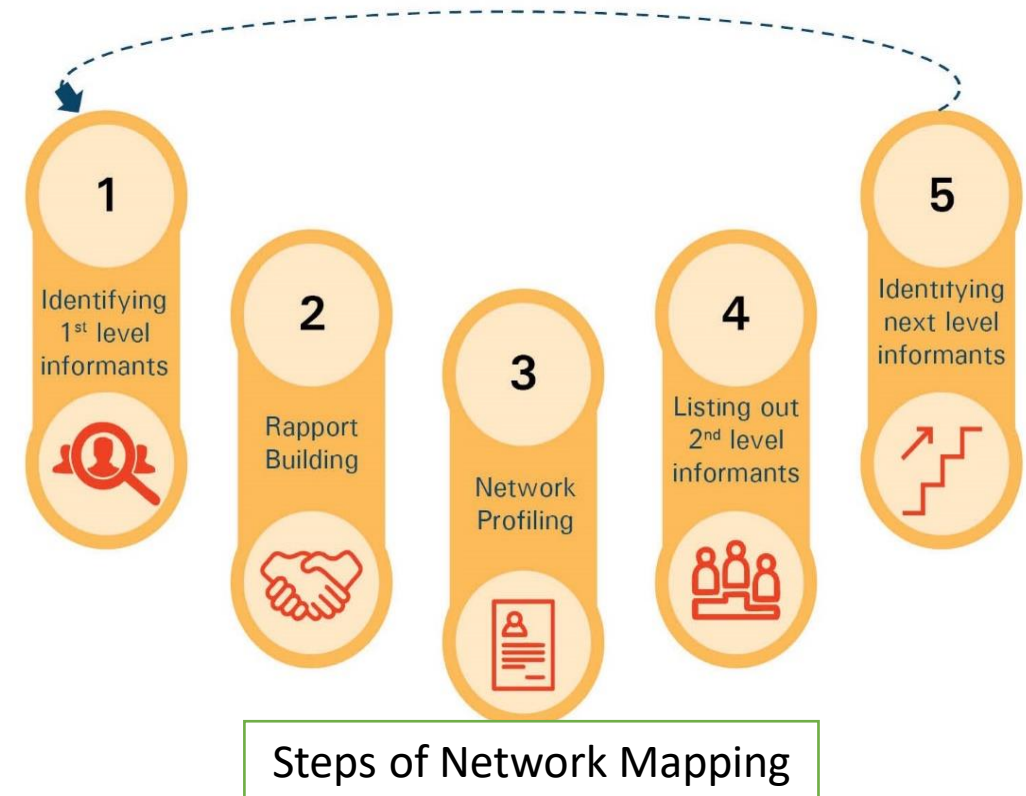 1
Identifying
1st level
informants
2
Rapport
Building
3
Network
Profiling
4
Listing out
2nd level
informants
5
Identitying
next level
informants
Steps of Network Mapping